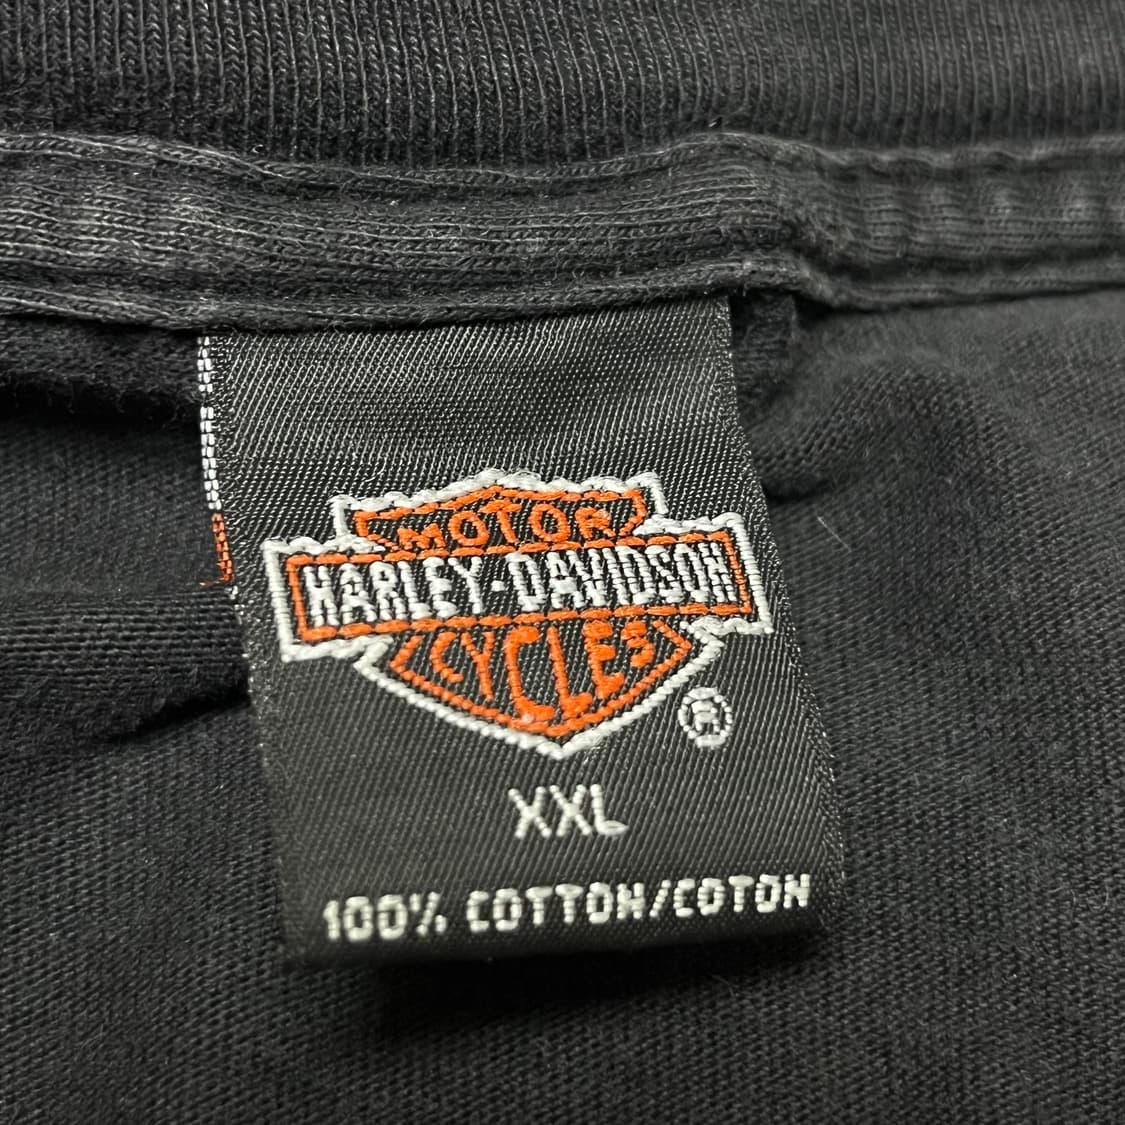 MOTOR
HARLEY-DAVIDSON
CYCLES
®
XXL
100% COTTON/COTON